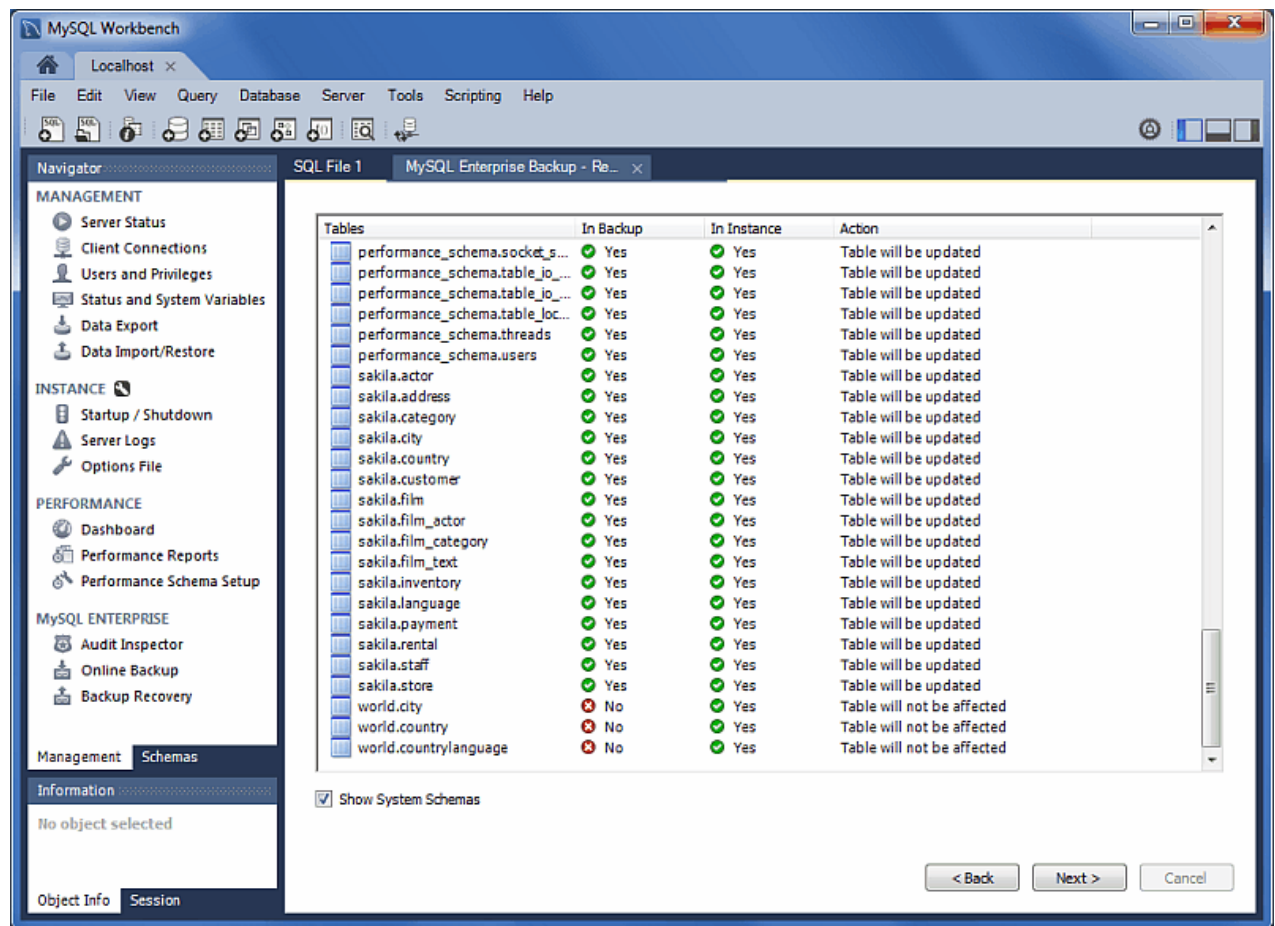 MySQL Workbench
Localhost ×
File Edit View Query Database Server Tools Scripting Help
Navigator
MANAGEMENT
Server Status
Client Connections
Users and Privileges
Status and System Variables
Data Export
Data Import/Restore
INSTANCE
Startup / Shutdown
Server Logs
Options File
PERFORMANCE
Dashboard
Performance Reports
Performance Schema Setup
MySQL ENTERPRISE
Audit Inspector
Online Backup
Backup Recovery
Management Schemas
Information
No object selected
Object Info Session
SQL File 1 MySQL Enterprise Backup - Re... ×
Tables In Backup In Instance Action
performance_schema.socket_s... Yes Yes Table will be updated
performance_schema.table_io_... Yes Yes Table will be updated
performance_schema.table_io_... Yes Yes Table will be updated
performance_schema.table_loc... Yes Yes Table will be updated
performance_schema.threads Yes Yes Table will be updated
performance_schema.users Yes Yes Table will be updated
sakila.actor Yes Yes Table will be updated
sakila.address Yes Yes Table will be updated
sakila.category Yes Yes Table will be updated
sakila.city Yes Yes Table will be updated
sakila.country Yes Yes Table will be updated
sakila.customer Yes Yes Table will be updated
sakila.film Yes Yes Table will be updated
sakila.film_actor Yes Yes Table will be updated
sakila.film_category Yes Yes Table will be updated
sakila.film_text Yes Yes Table will be updated
sakila.inventory Yes Yes Table will be updated
sakila.language Yes Yes Table will be updated
sakila.payment Yes Yes Table will be updated
sakila.rental Yes Yes Table will be updated
sakila.staff Yes Yes Table will be updated
sakila.store Yes Yes Table will be updated
world.city No Yes Table will not be affected
world.country No Yes Table will not be affected
world.countrylanguage No Yes Table will not be affected
Show System Schemas
< Back Next > Cancel